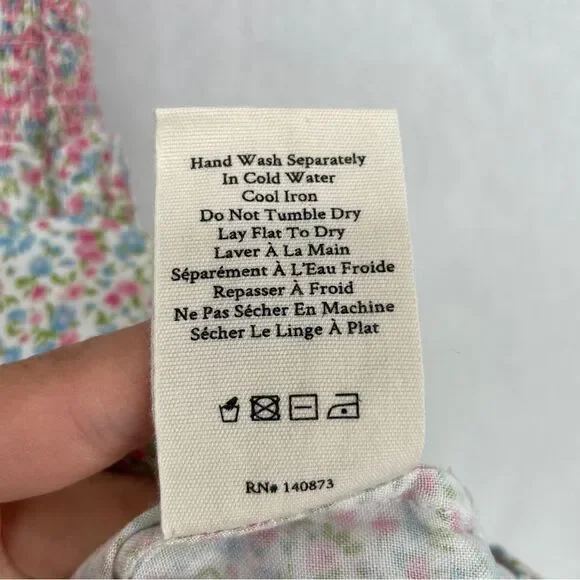 Hand Wash Separately
In Cold Water
Cool Iron
Do Not Tumble Dry
Lay Flat To Dry
Laver À La Main
Séparément À L'Eau Froide
Repasser À Froid
Ne Pas Sécher En Machine
Sécher Le Linge À Plat
RN# 140873